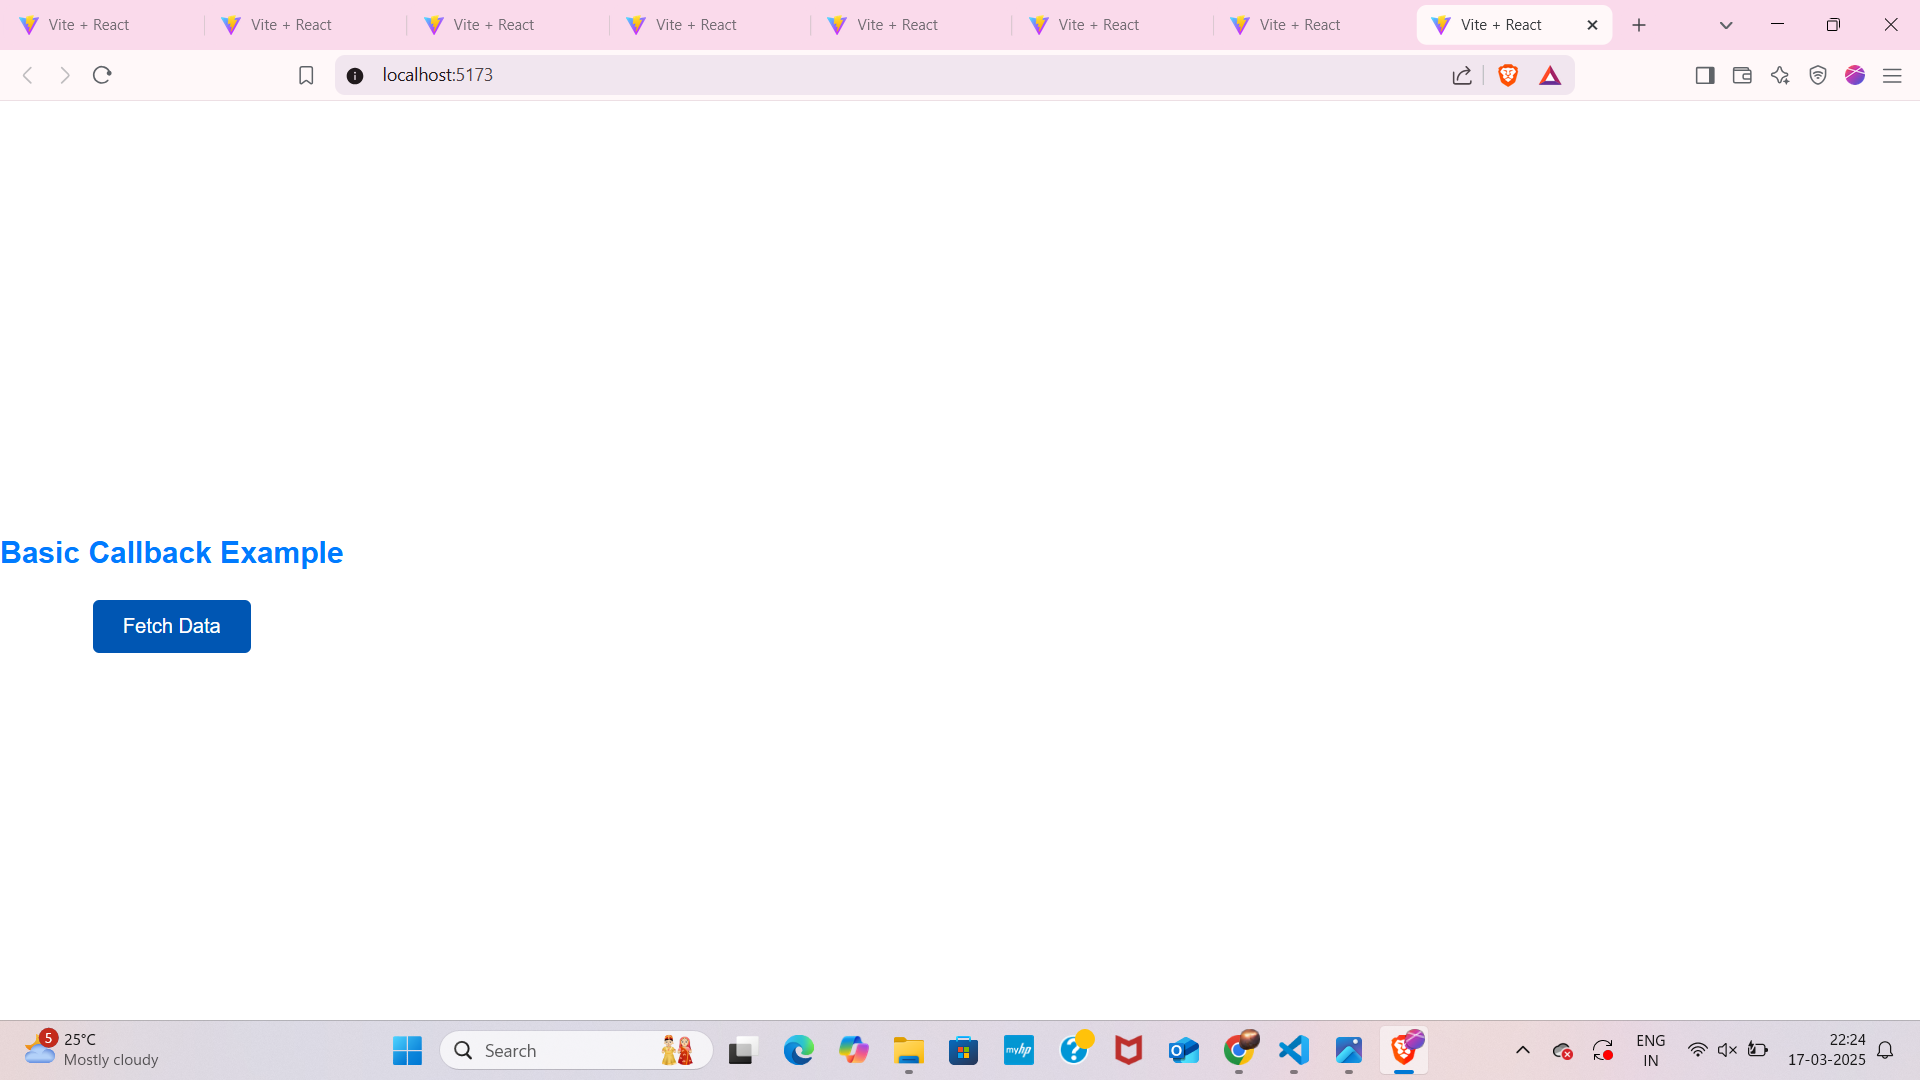 Vite + React
Vite + React
Vite + React
Vite + React
Vite + React
Vite + React
Vite + React
Vite + React
localhost:5173
Basic Callback Example
Fetch Data
5
25°C
Mostly cloudy
Search
myhp
ENG
IN
22:24
17-03-2025